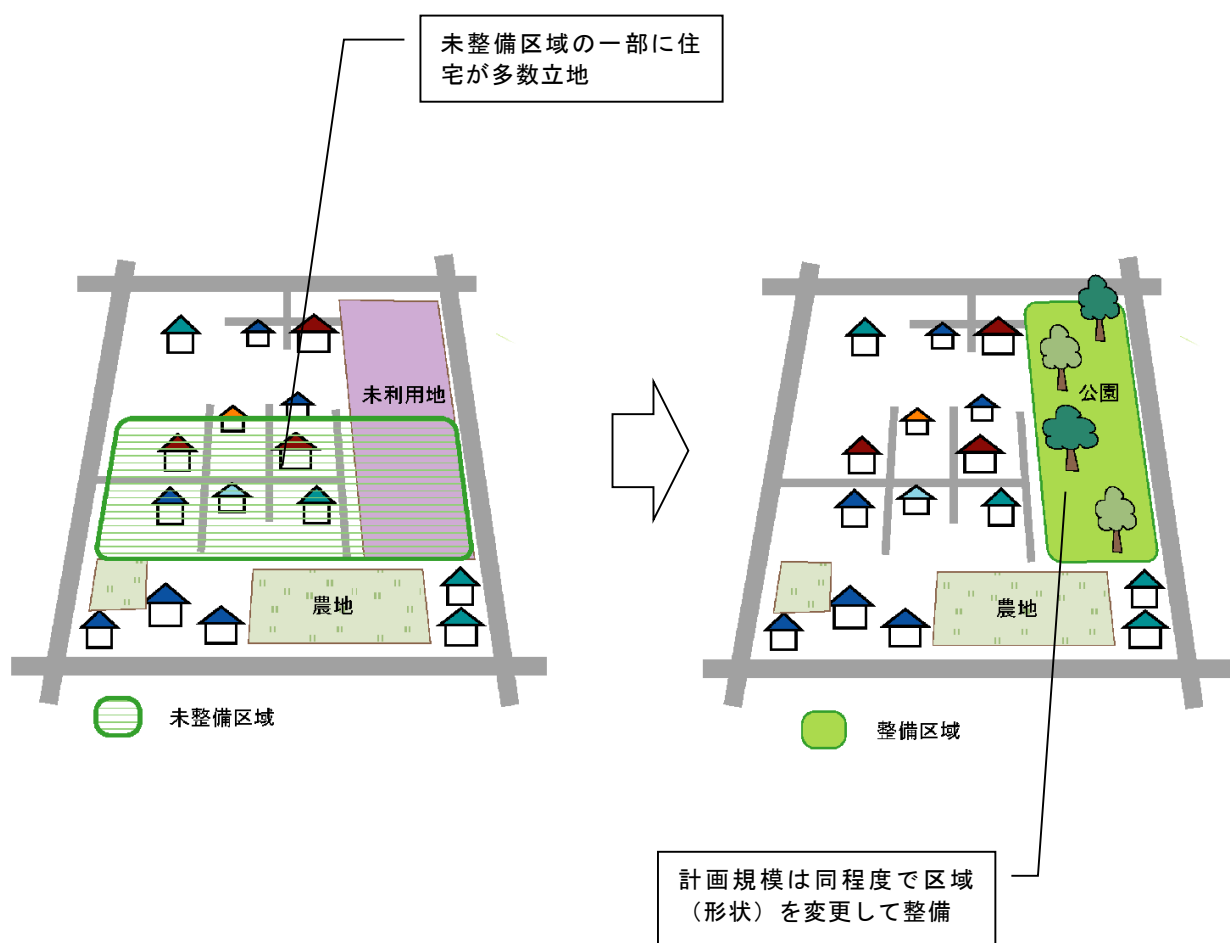 未整備区域の一部に住
宅が多数立地
未利用地
農地
未整備区域
公園
農地
整備区域
計画規模は同程度で区域
（形状）を変更して整備